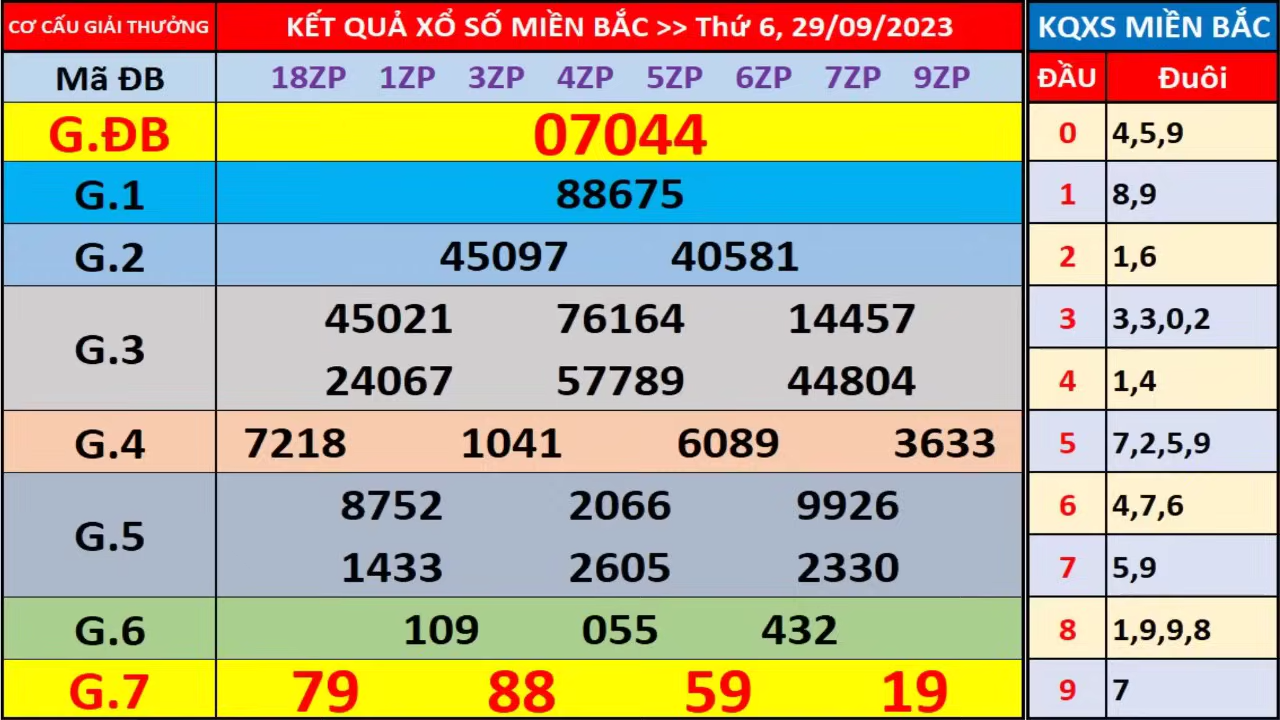 CƠ CẤU GIẢI THƯỞNG KẾT QUẢ XỔ SỐ MIỀN BẮC >> Thứ 6, 29/09/2023 KQXS MIỀN BẮC
Mã ĐB 18ZP 1ZP 3ZP 4ZP 5ZP 6ZP 7ZP 9ZP ĐẦU Đuôi
G.ĐB 07044 0 4,5,9
G.1 88675 1 8,9
G.2 45097 40581 2 1,6
G.3 45021 76164 14457 3 3,3,0,2
24067 57789 44804 4 1,4
G.4 7218 1041 6089 3633 5 7,2,5,9
G.5 8752 2066 9926 6 4,7,6
1433 2605 2330 7 5,9
G.6 109 055 432 8 1,9,9,8
G.7 79 88 59 19 9 7